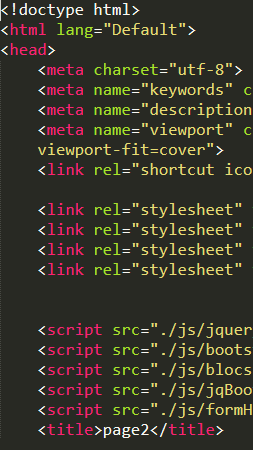 <!doctype html>
<html lang="Default">
<head>
<meta charset="utf-8">
<meta name="keywords" c
<meta name="description
<meta name="viewport" c
viewport-fit=cover">
<link rel="shortcut ico
<link rel="stylesheet"
<link rel="stylesheet"
<link rel="stylesheet"
<link rel="stylesheet"
<script src="./js/jquer
<script src="./js/boots
<script src="./js/blocs
<script src="./js/jqBoo
<script src="./js/formH
<title>page2</title>